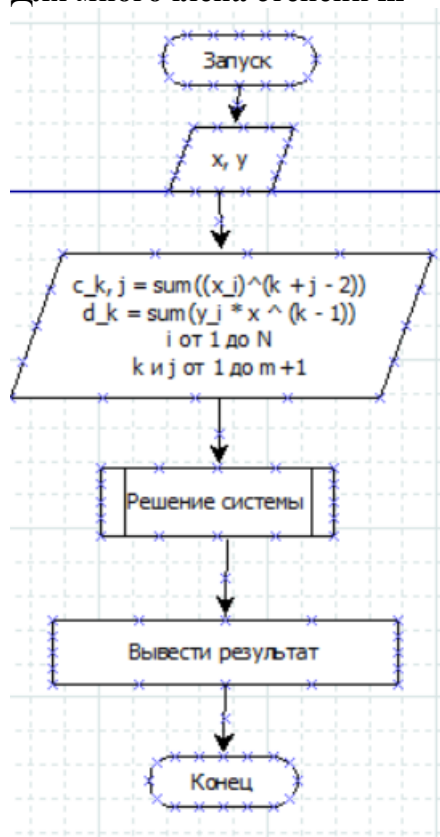 Для многочлена степени m
Запуск
x, y
c_k, j = sum((x_i)^(k + j - 2))
d_k = sum(y_i * x ^ (k - 1))
i от 1 до N
k и j от 1 до m +1
Решение системы
Вывести результат
Конец